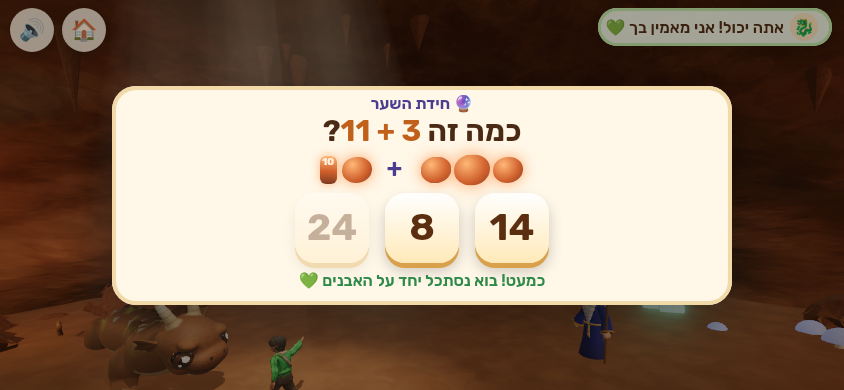 אתה יכול! אני מאמין בך 💚
🔮 חידת השער
כמה זה 3 + 11?
10 +
14 8 24
כמעט! בוא נסתכל יחד על האבנים 💚